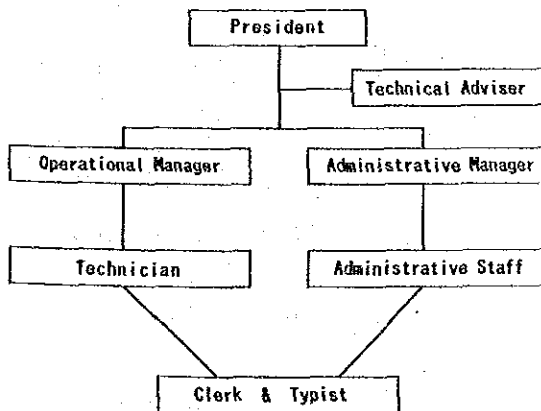 President
Technical Adviser
Operational Manager
Administrative Manager
Technician
Administrative Staff
Clerk & Typist